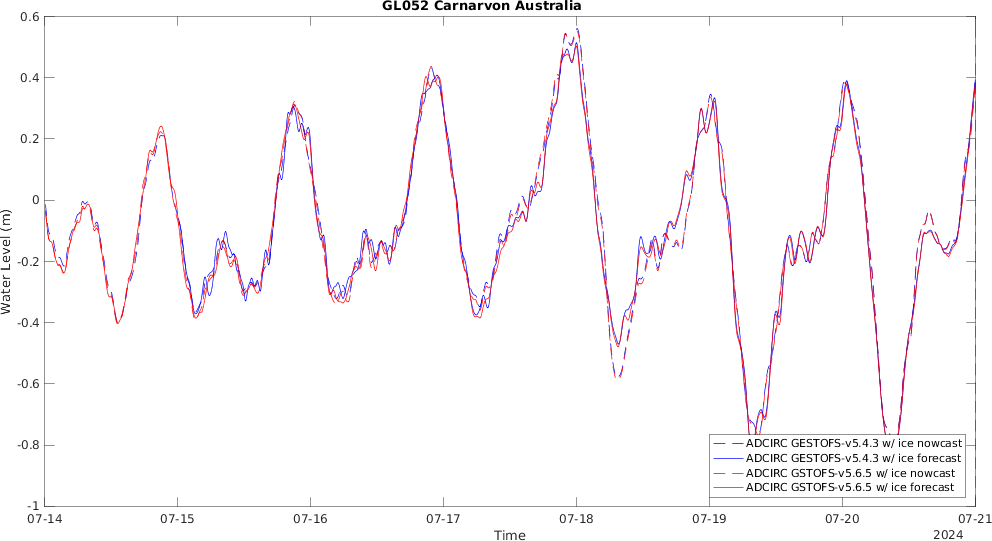 GL052 Carnarvon Australia
0.6
0.4
0.2
0
-0.2
-0.4
-0.6
-0.8
-1
Water Level (m)
ADCIRC GESTOFS-v5.4.3 w/ ice nowcast
ADCIRC GESTOFS-v5.4.3 w/ ice forecast
ADCIRC GSTOFS-v5.6.5 w/ ice nowcast
ADCIRC GSTOFS-v5.6.5 w/ ice forecast
07-14 07-15 07-16 07-17 07-18 07-19 07-20 07-21
Time
2024